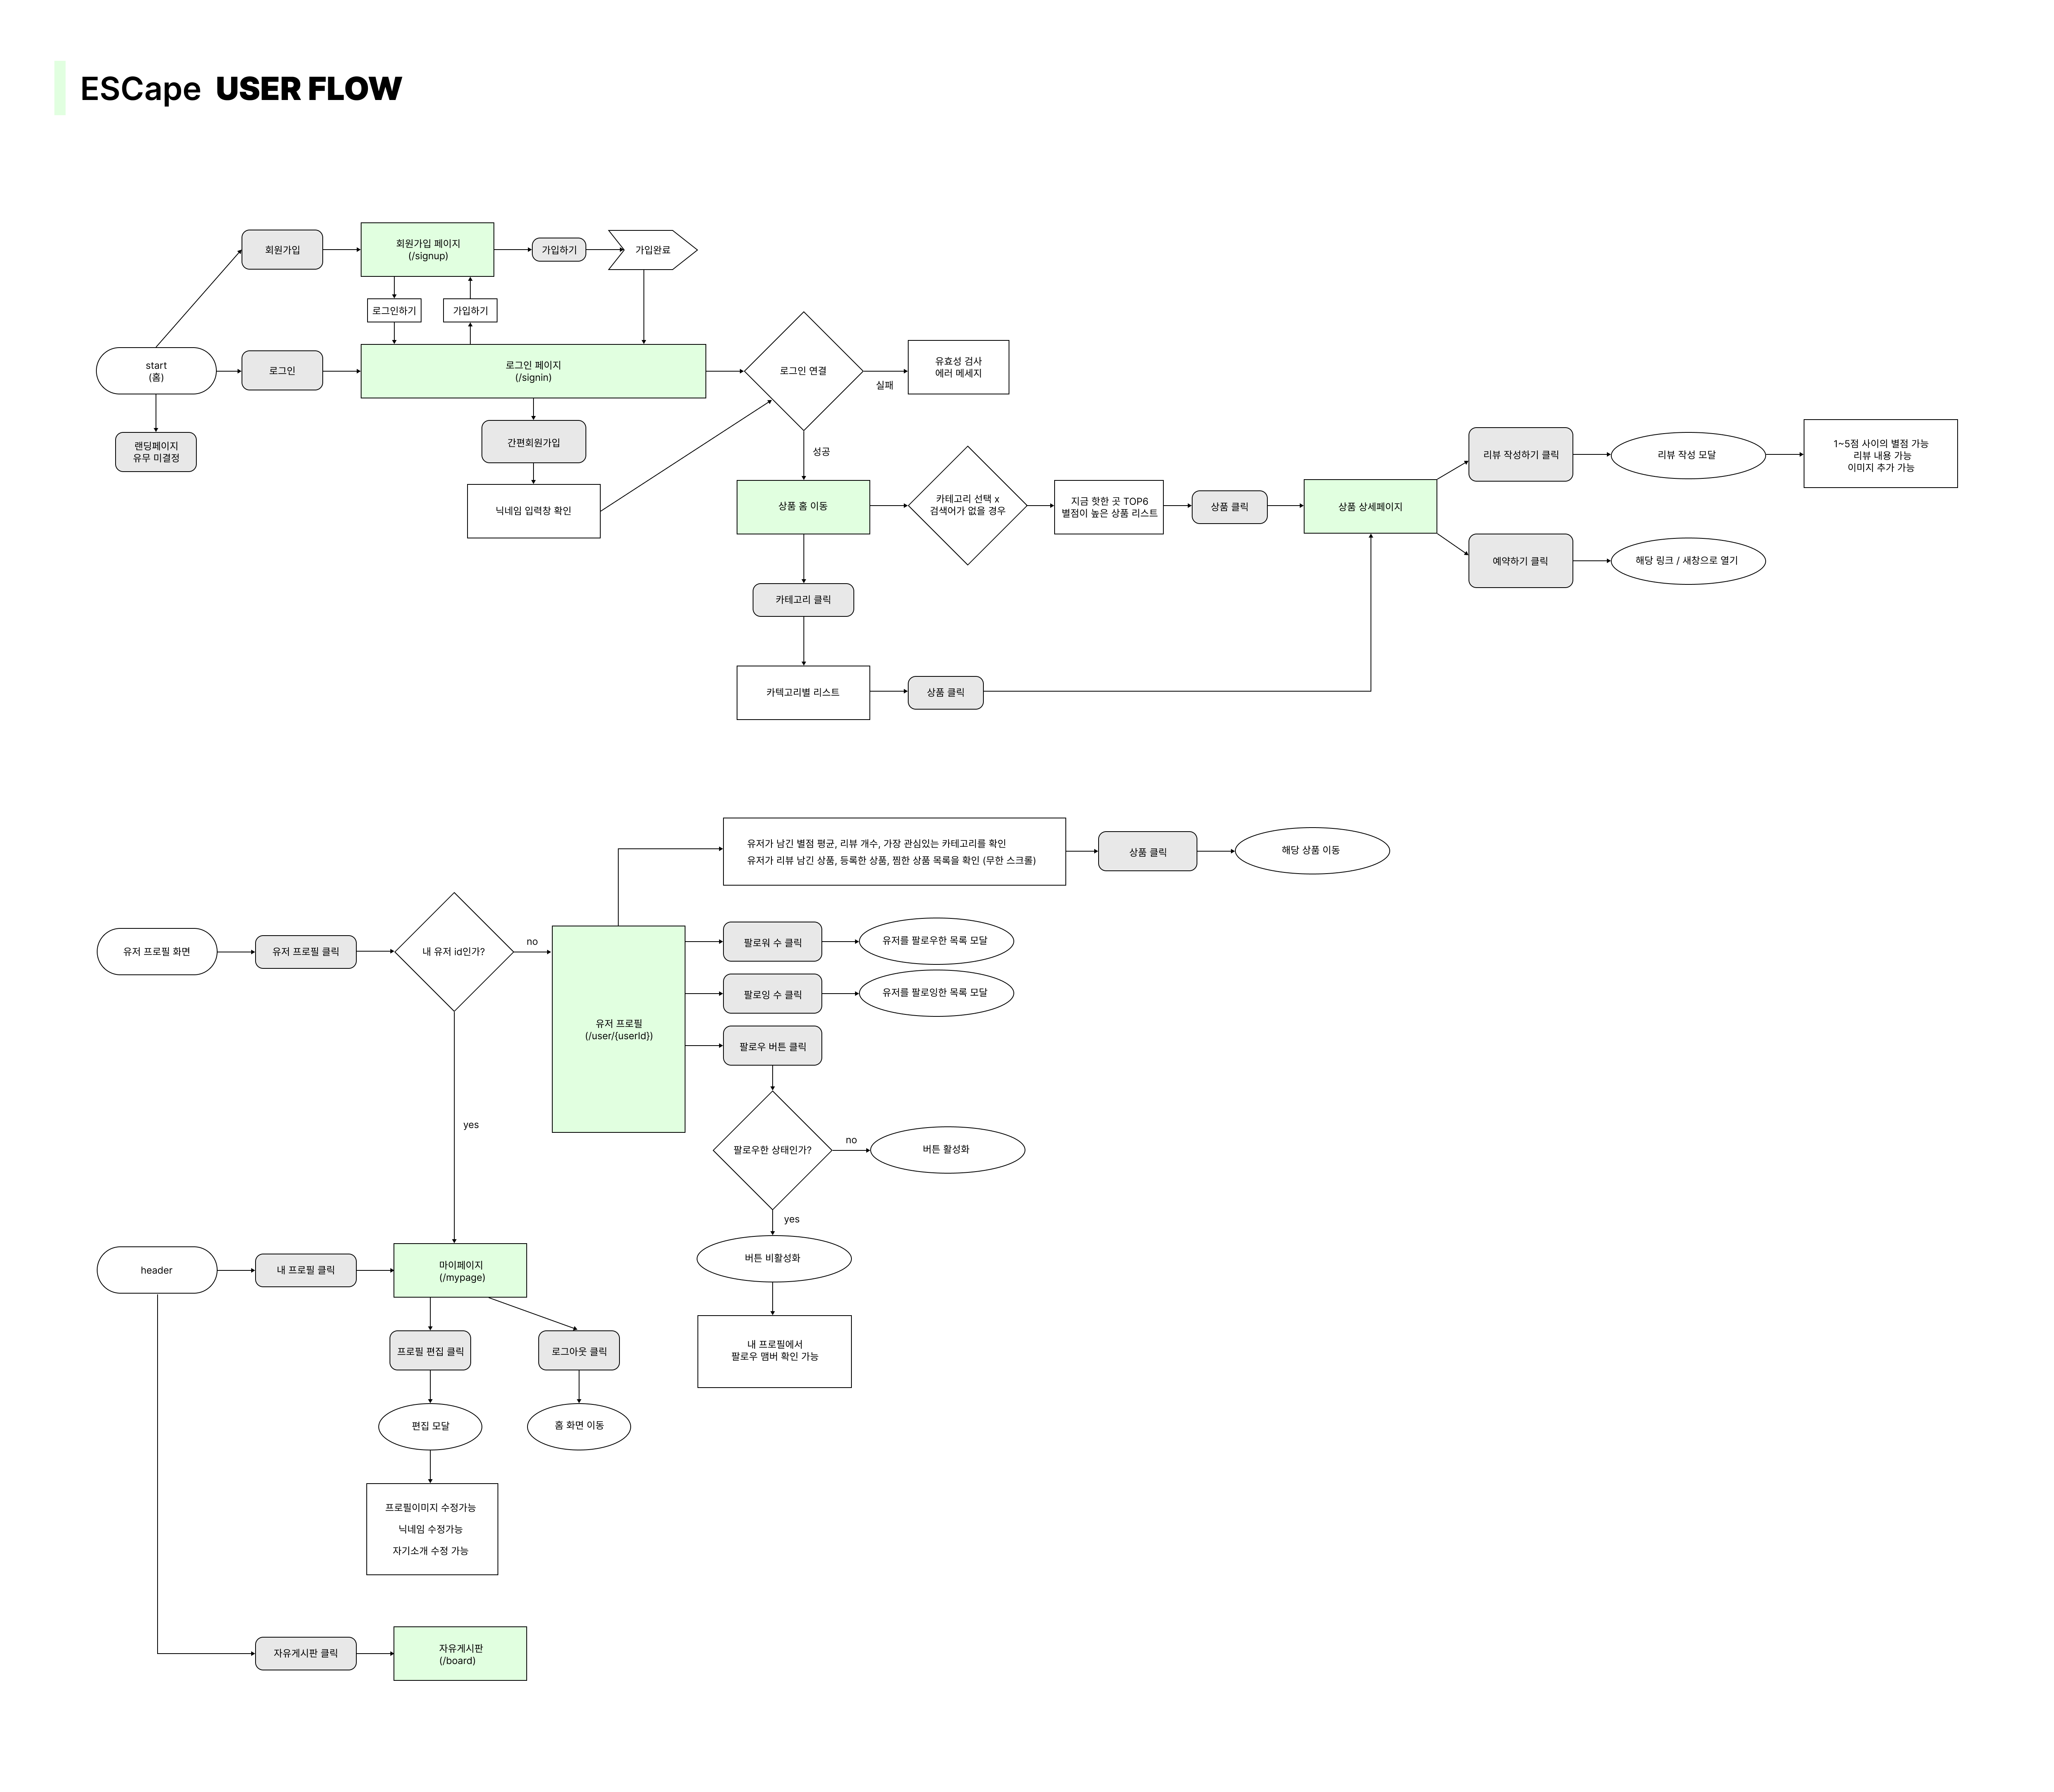 ESCape USER FLOW
회원가입
회원가입 페이지
(/signup)
가입하기
가입완료
로그인하기
가입하기
start
(홈)
로그인
로그인 페이지
(/signin)
로그인 연결
실패
유효성 검사
에러 메세지
랜딩페이지
유무 미결정
간편회원가입
닉네임 입력창 확인
성공
상품 홈 이동
카테고리 선택 x
검색어가 없을 경우
지금 핫한 곳 TOP6
별점이 높은 상품 리스트
상품 클릭
상품 상세페이지
리뷰 작성하기 클릭
리뷰 작성 모달
1~5점 사이의 별점 가능
리뷰 내용 가능
이미지 추가 가능
예약하기 클릭
해당 링크 / 새창으로 열기
카테고리 클릭
카텍고리별 리스트
상품 클릭
유저가 남긴 별점 평균, 리뷰 개수, 가장 관심있는 카테고리를 확인
유저가 리뷰 남긴 상품, 등록한 상품, 찜한 상품 목록을 확인 (무한 스크롤)
상품 클릭
해당 상품 이동
유저 프로필 화면
유저 프로필 클릭
내 유저 id인가?
no
유저 프로필
(/user/{userId})
팔로워 수 클릭
유저를 팔로우한 목록 모달
팔로잉 수 클릭
유저를 팔로잉한 목록 모달
팔로우 버튼 클릭
yes
팔로우한 상태인가?
no
버튼 활성화
yes
버튼 비활성화
내 프로필에서
팔로우 맴버 확인 가능
header
내 프로필 클릭
마이페이지
(/mypage)
프로필 편집 클릭
로그아웃 클릭
편집 모달
홈 화면 이동
프로필이미지 수정가능
닉네임 수정가능
자기소개 수정 가능
자유게시판 클릭
자유게시판
(/board)